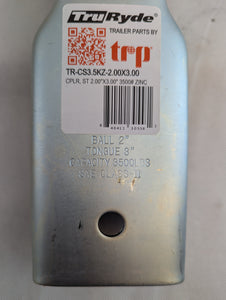 TruRyde
TRAILER PARTS BY
trp
TR-CS3.5KZ-2.00X3.00
CPLR, ST 2.00"X3.00" 3500# ZINC
BALL 2"
TONGUE 3"
CAPACITY 3500LBS
SAE CLASS-II